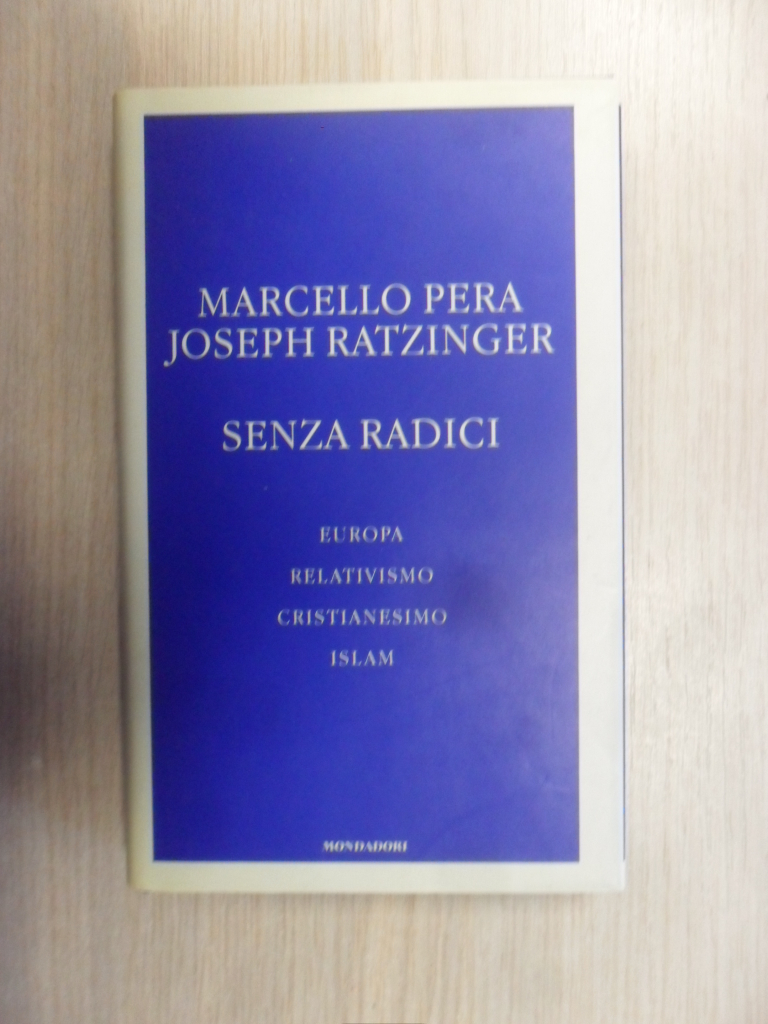 MARCELLO PERA
JOSEPH RATZINGER
SENZA RADICI
EUROPA
RELATIVISMO
CRISTIANESIMO
ISLAM
MONDADORI